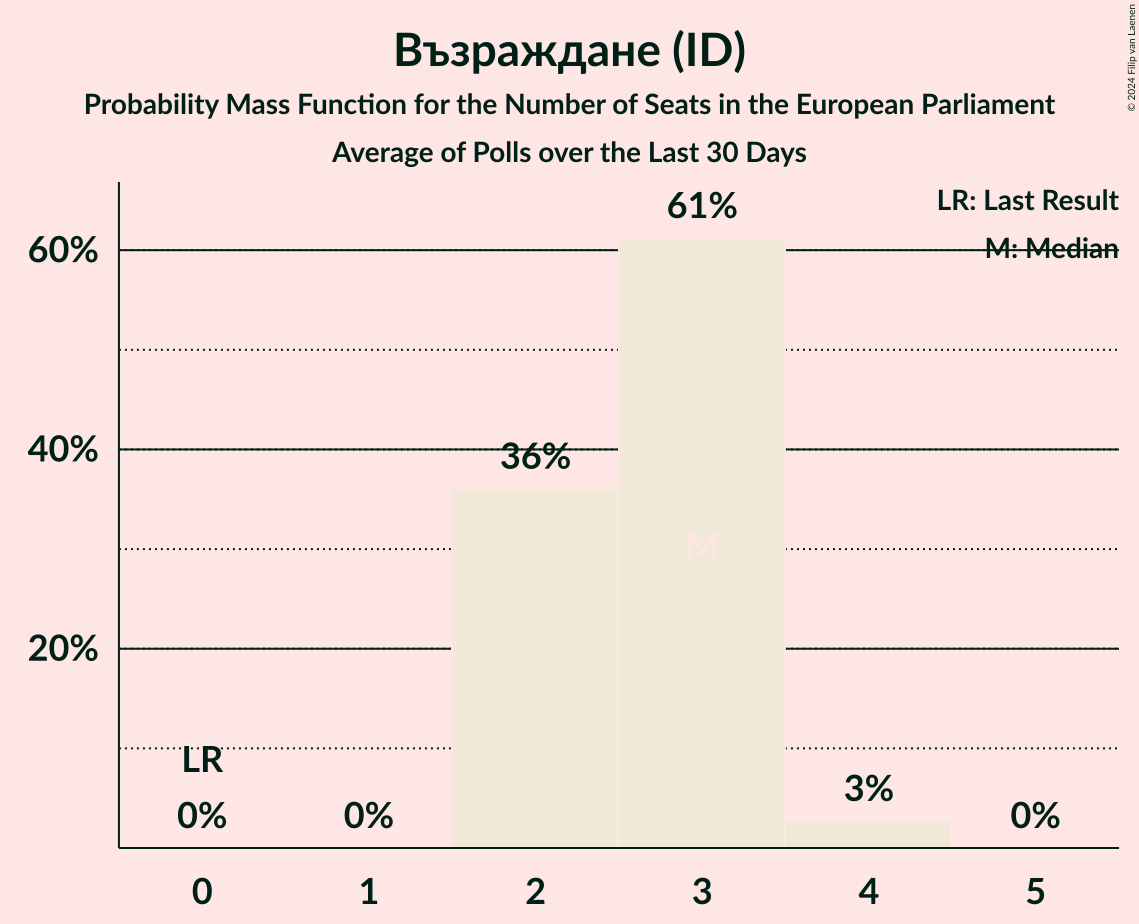 Възраждане (ID)
Probability Mass Function for the Number of Seats in the European Parliament
Average of Polls over the Last 30 Days
© 2024 Filip van Laenen
LR: Last Result
M: Median
61%
60%
40%
36%
M
20%
LR
0%
0%
3%
0%
0 1 2 3 4 5